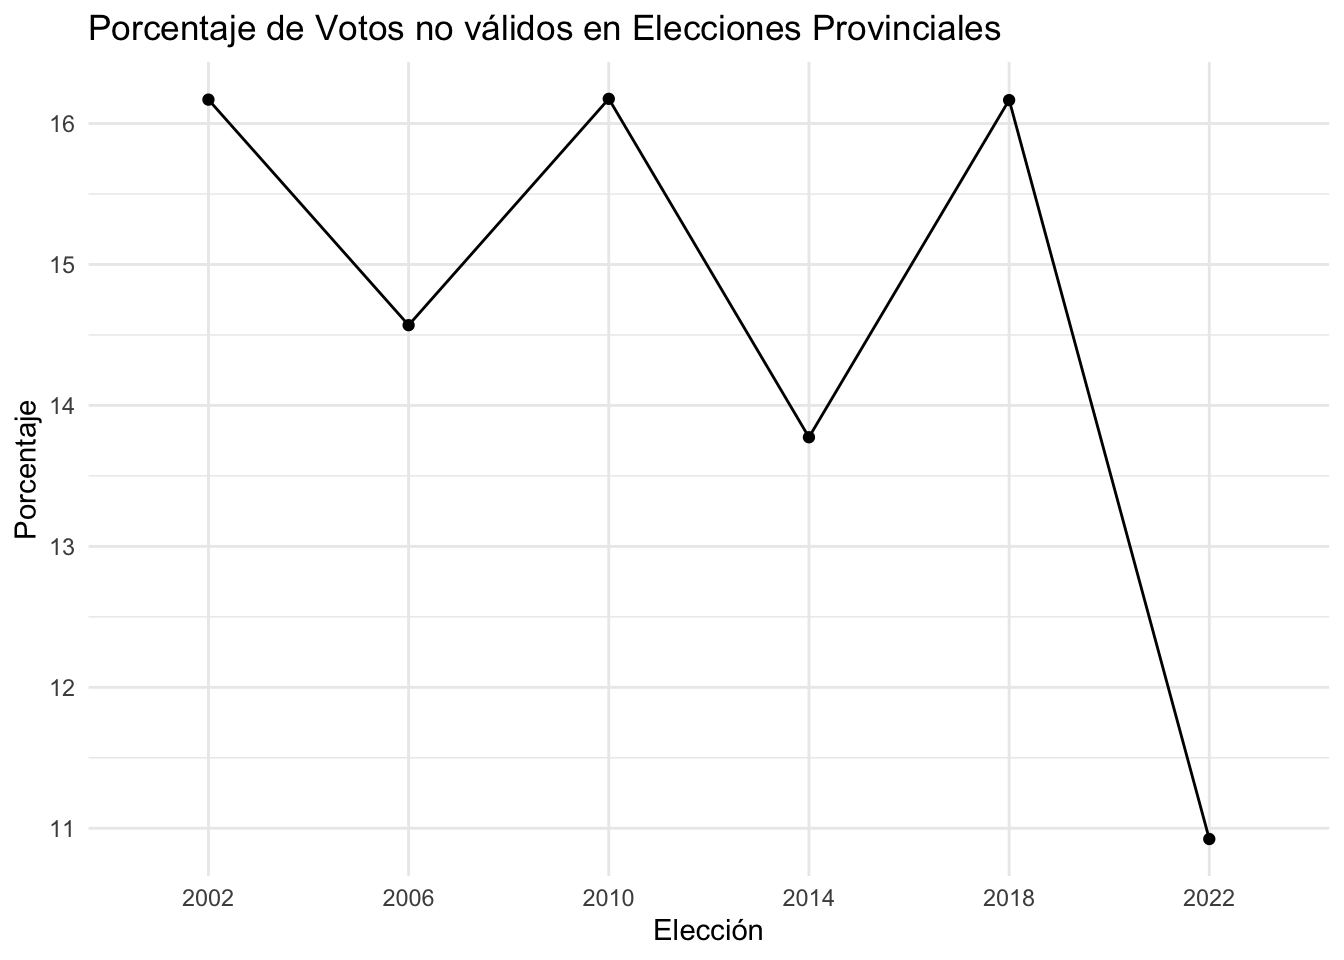 Porcentaje de Votos no válidos en Elecciones Provinciales
16
15
14
13
12
11
Porcentaje
2002 2006 2010 2014 2018 2022
Elección